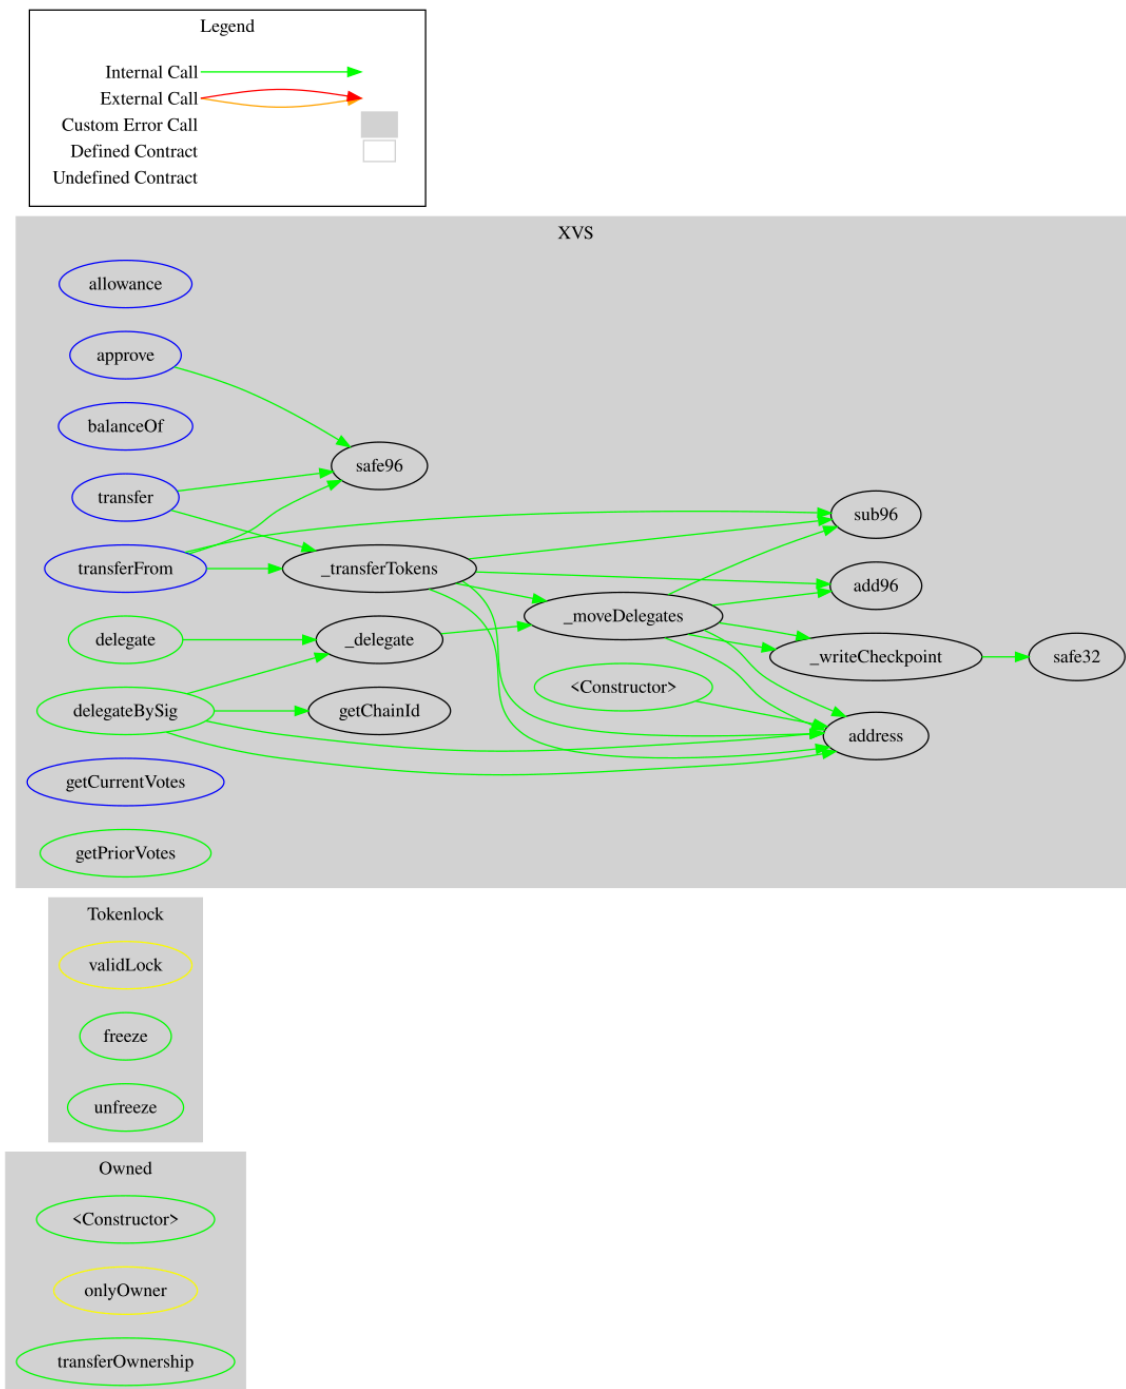 Legend
Internal Call
External Call
Custom Error Call
Defined Contract
Undefined Contract
XVS
allowance
approve
balanceOf
safe96
transfer
sub96
transferFrom
_transferTokens
add96
_moveDelegates
delegate
_delegate
_writeCheckpoint
safe32
<Constructor>
delegateBySig
getChainId
address
getCurrentVotes
getPriorVotes
Tokenlock
validLock
freeze
unfreeze
Owned
<Constructor>
onlyOwner
transferOwnership